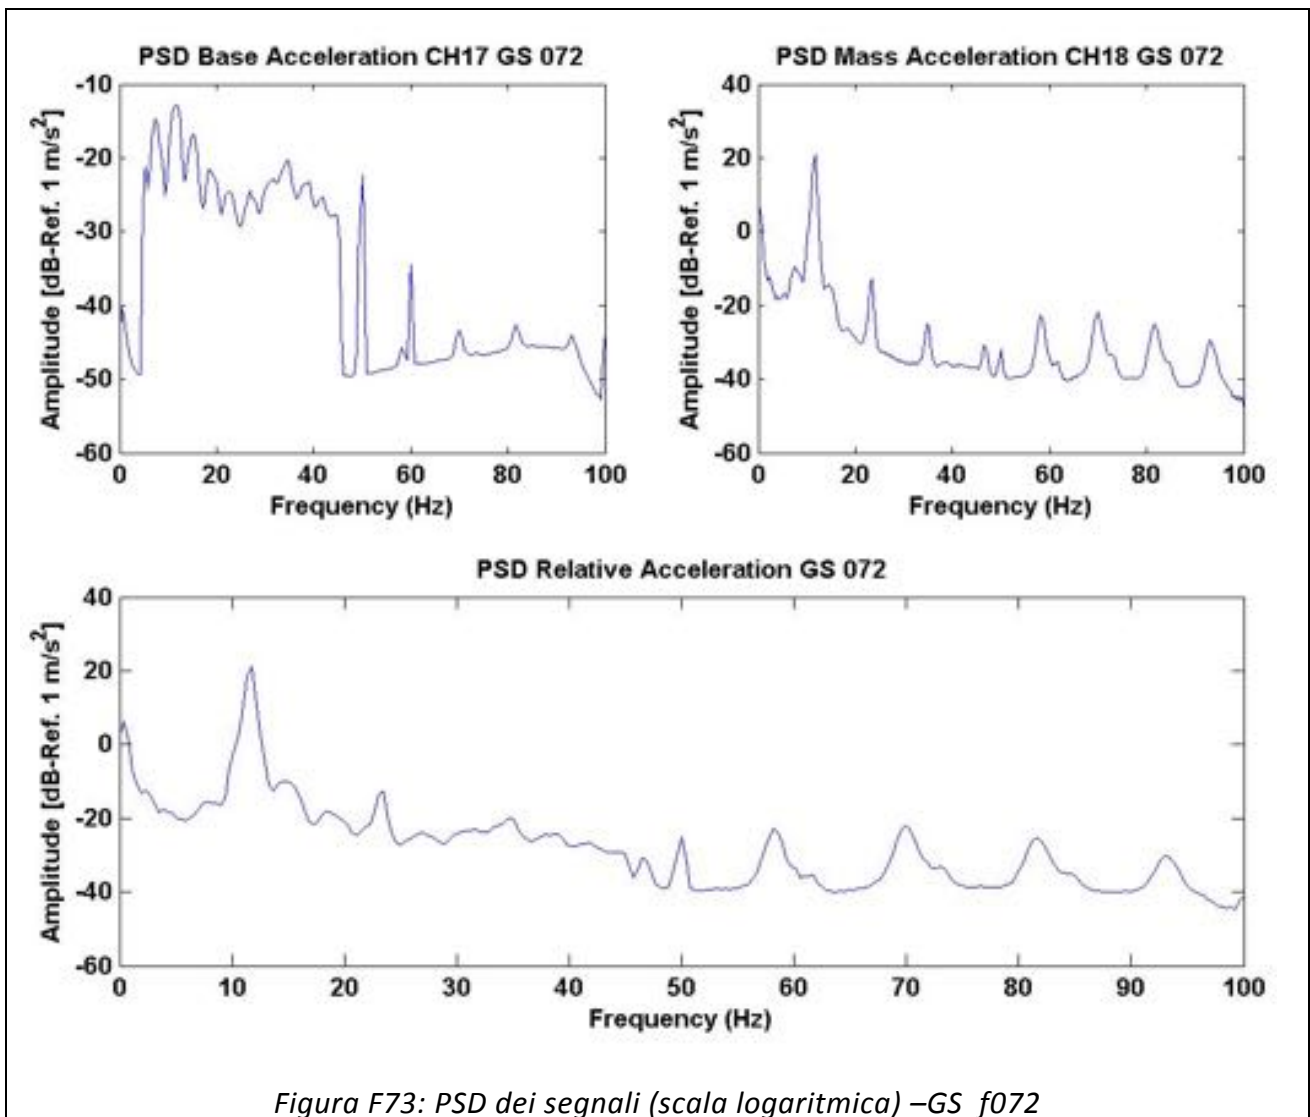 PSD Base Acceleration CH17 GS 072
Amplitude [dB-Ref. 1 m/s²]
-10
-20
-30
-40
-50
-60
0 20 40 60 80 100
Frequency (Hz)
PSD Mass Acceleration CH18 GS 072
Amplitude [dB-Ref. 1 m/s²]
40
20
0
-20
-40
-60
0 20 40 60 80 100
Frequency (Hz)
PSD Relative Acceleration GS 072
Amplitude [dB-Ref. 1 m/s²]
40
20
0
-20
-40
-60
0 10 20 30 40 50 60 70 80 90 100
Frequency (Hz)
Figura F73: PSD dei segnali (scala logaritmica) –GS_f072